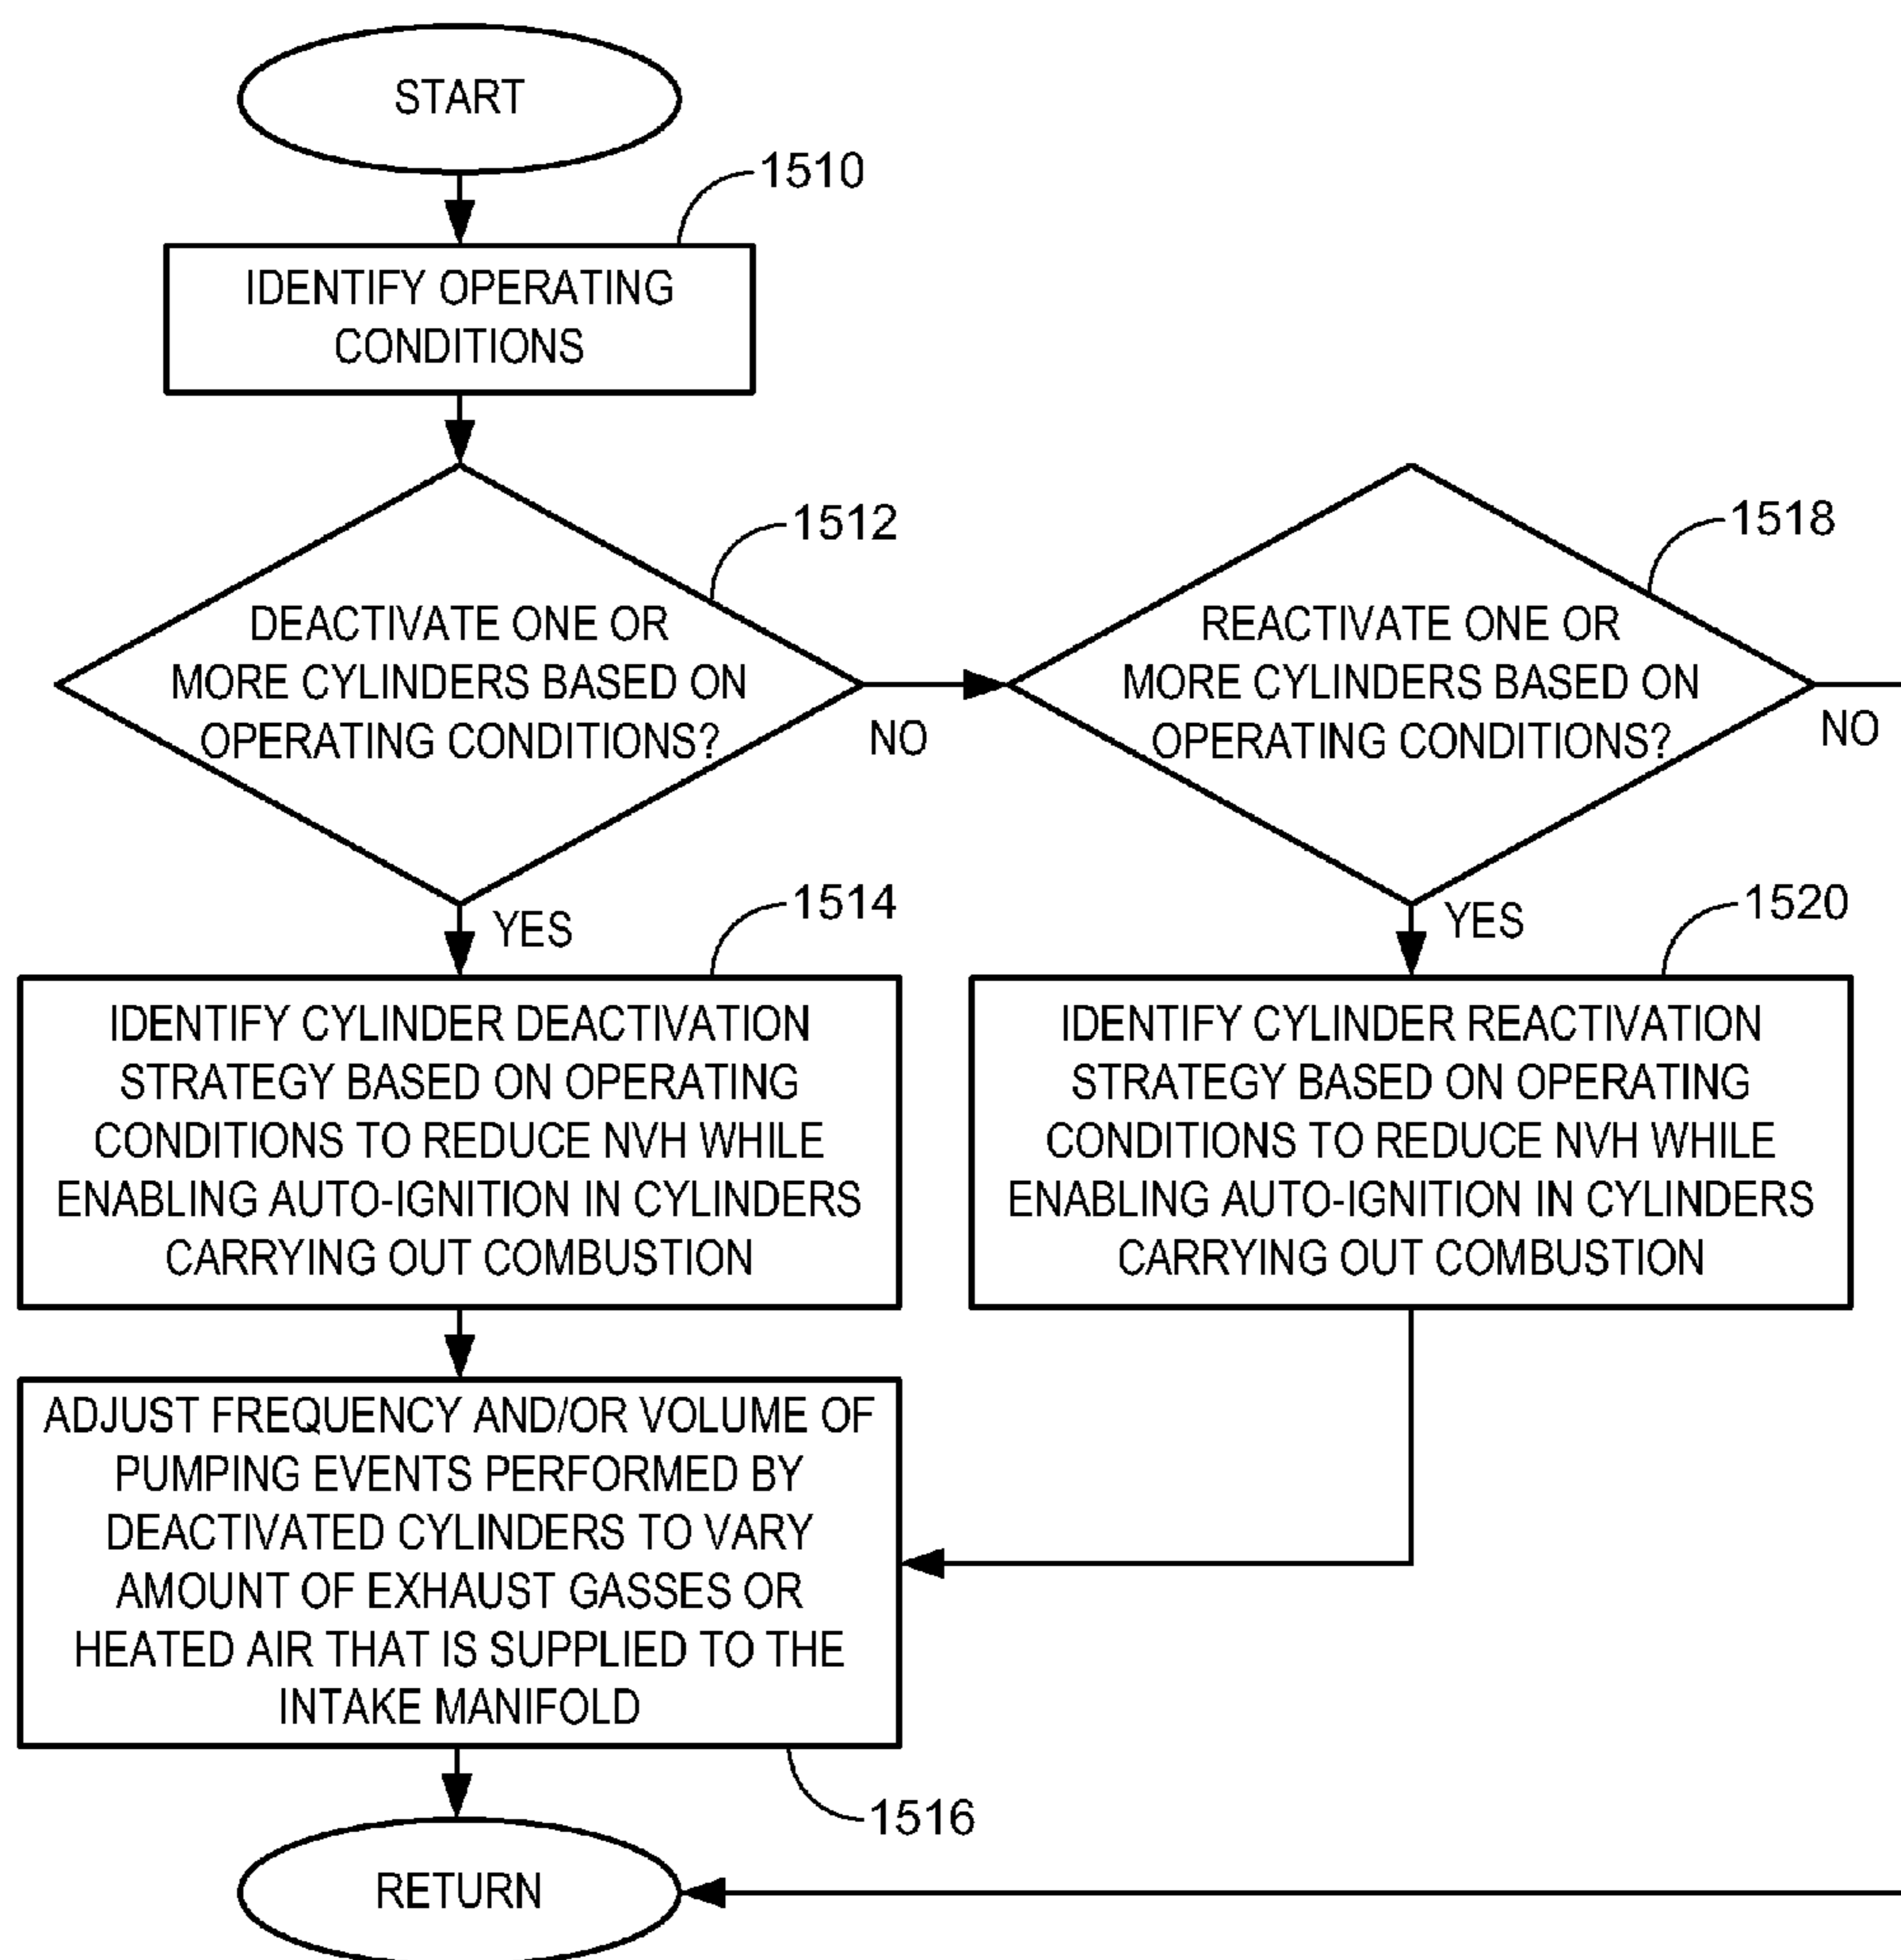 START
1510
IDENTIFY OPERATING
CONDITIONS
1512
DEACTIVATE ONE OR
MORE CYLINDERS BASED ON
OPERATING CONDITIONS?
NO
YES
1518
REACTIVATE ONE OR
MORE CYLINDERS BASED ON
OPERATING CONDITIONS?
NO
YES
1514
IDENTIFY CYLINDER DEACTIVATION
STRATEGY BASED ON OPERATING
CONDITIONS TO REDUCE NVH WHILE
ENABLING AUTO-IGNITION IN CYLINDERS
CARRYING OUT COMBUSTION
1520
IDENTIFY CYLINDER REACTIVATION
STRATEGY BASED ON OPERATING
CONDITIONS TO REDUCE NVH WHILE
ENABLING AUTO-IGNITION IN CYLINDERS
CARRYING OUT COMBUSTION
ADJUST FREQUENCY AND/OR VOLUME OF
PUMPING EVENTS PERFORMED BY
DEACTIVATED CYLINDERS TO VARY
AMOUNT OF EXHAUST GASSES OR
HEATED AIR THAT IS SUPPLIED TO THE
INTAKE MANIFOLD
1516
RETURN